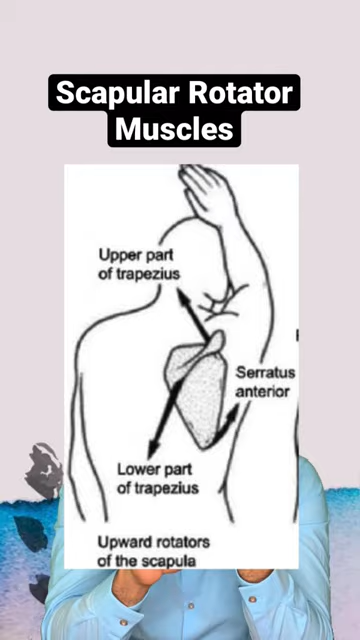 Scapular Rotator
Muscles
Upper part
of trapezius
Serratus
anterior
Lower part
of trapezius
Upward rotators
of the scapula